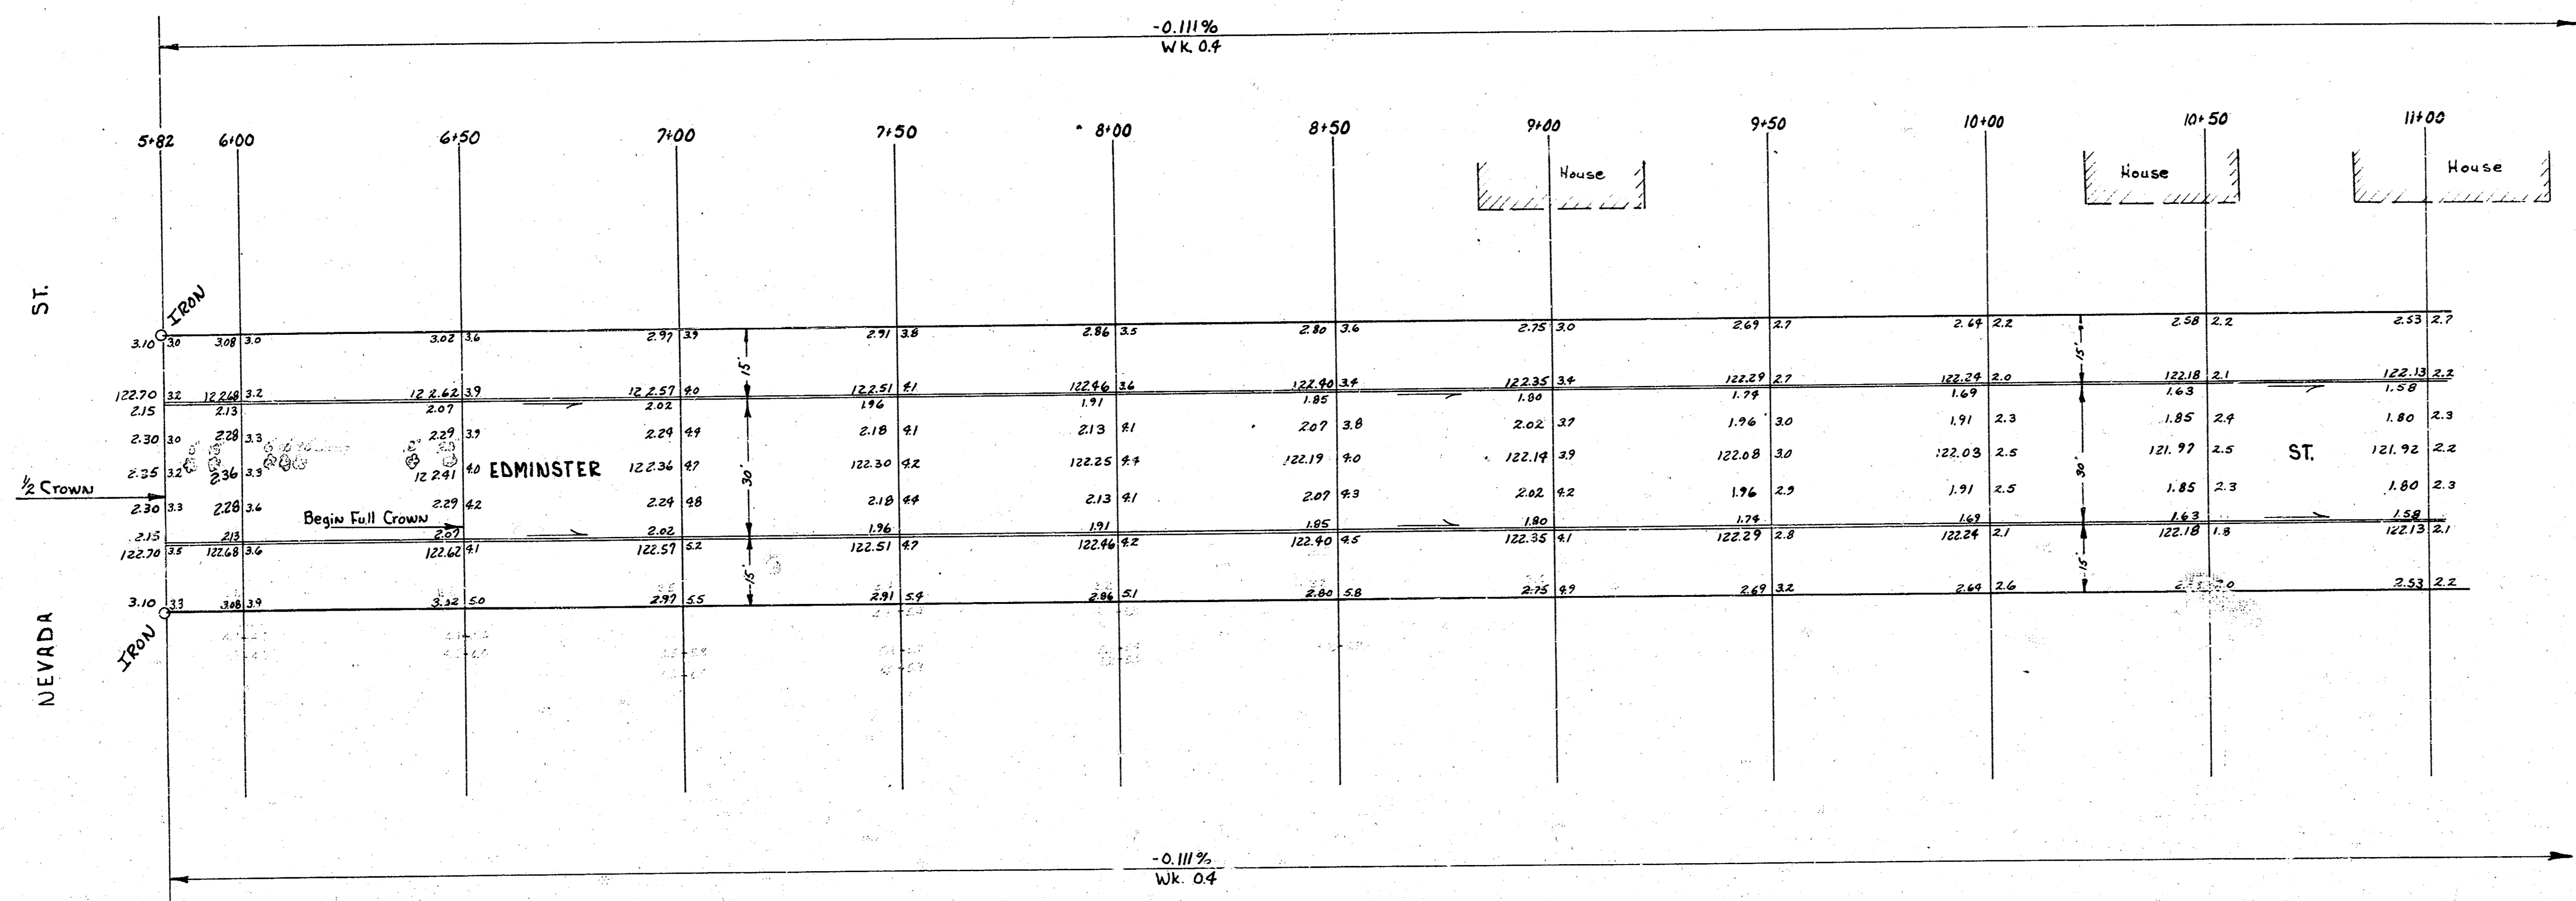 -0.111%
Wk. 0.4
5+82 6+00 6+50 7+00 7+50 8+00 8+50 9+00 9+50 10+00 10+50 11+00
House House House
ST.
IRON
3.10 3.0 3.08 3.0 3.02 3.6 2.97 3.9 2.91 3.8 2.86 3.5 2.80 3.6 2.75 3.0 2.69 2.7 2.64 2.2 2.58 2.2 2.53 2.7
15' 15'
122.70 3.2 122.68 3.2 122.62 3.9 122.57 4.0 122.51 4.1 122.46 3.6 122.40 3.4 122.35 3.4 122.29 2.7 122.24 2.0 122.18 2.1 122.13 2.2
2.15 2.13 2.07 2.02 1.96 1.91 1.85 1.80 1.74 1.69 1.63 1.58
2.30 3.0 2.28 3.3 2.29 3.9 2.24 4.4 2.18 4.1 2.13 4.1 2.07 3.8 2.02 3.7 1.96 3.0 1.91 2.3 1.85 2.4 1.80 2.3
2.35 3.2 2.36 3.3 122.41 4.0 EDMINSTER 122.36 4.7 30' 122.30 4.2 122.25 4.4 122.19 4.0 122.14 3.9 122.08 3.0 122.03 2.5 30' 121.97 2.5 ST. 121.92 2.2
1/2 Crown
2.30 3.3 2.28 3.6 2.29 4.2 2.24 4.8 2.18 4.4 2.13 4.1 2.07 4.3 2.02 4.2 1.96 2.9 1.91 2.5 1.85 2.3 1.80 2.3
Begin Full Crown
2.15 2.13 2.07 2.02 1.96 1.91 1.85 1.80 1.74 1.69 1.63 1.58
122.70 3.5 122.68 3.6 122.62 4.1 122.57 5.2 122.51 4.7 122.46 4.2 122.40 4.5 122.35 4.1 122.29 2.8 122.24 2.1 122.18 1.8 122.13 2.1
15' 15'
3.10 3.3 3.08 3.9 3.02 5.0 2.97 5.5 2.91 5.4 2.86 5.1 2.80 5.8 2.75 4.9 2.69 3.2 2.64 2.6 2.53 2.2
IRON
NEVADA
-0.111%
Wk. 0.4